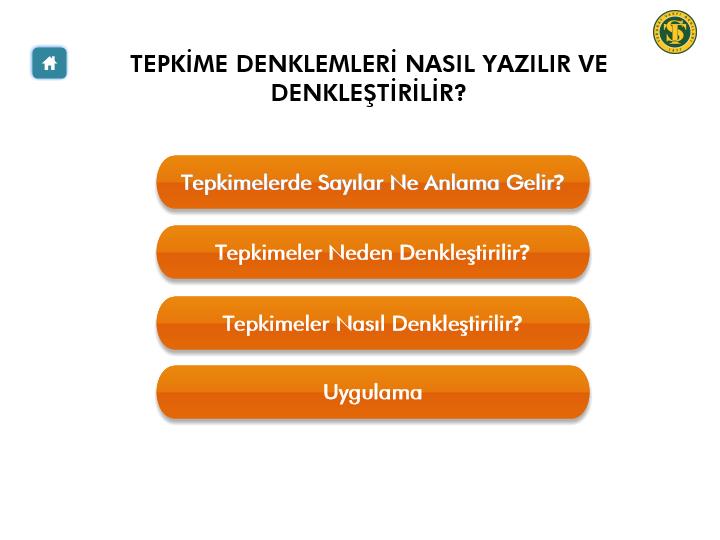 TEPKİME DENKLEMLERİ NASIL YAZILIR VE
DENKLEŞTİRİLİR?
Tepkimelerde Sayılar Ne Anlama Gelir?
Tepkimeler Neden Denkleştirilir?
Tepkimeler Nasıl Denkleştirilir?
Uygulama